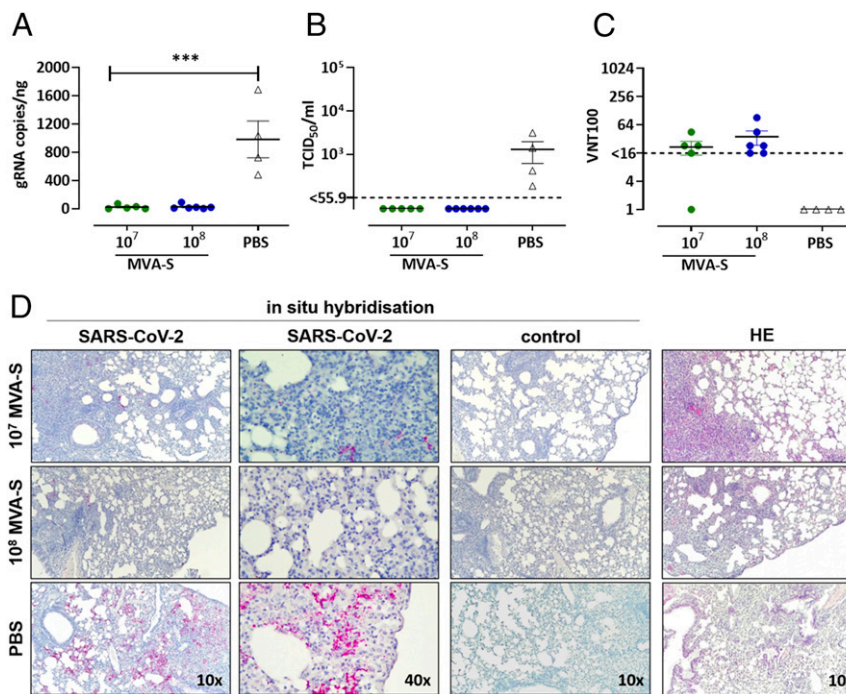 A
gRNA copies/ng
2000
1600
1200
800
400
0
***
10⁷
10⁸
PBS
MVA-S
B
TCID₅₀/ml
10⁵
10⁴
10³
<55.9
10⁷
10⁸
PBS
MVA-S
C
VNT100
1024
256
64
<16
4
1
10⁷
10⁸
PBS
MVA-S
D
in situ hybridisation
SARS-CoV-2 SARS-CoV-2 control HE
10⁷ MVA-S
10⁸ MVA-S
PBS
10x 40x 10x 10